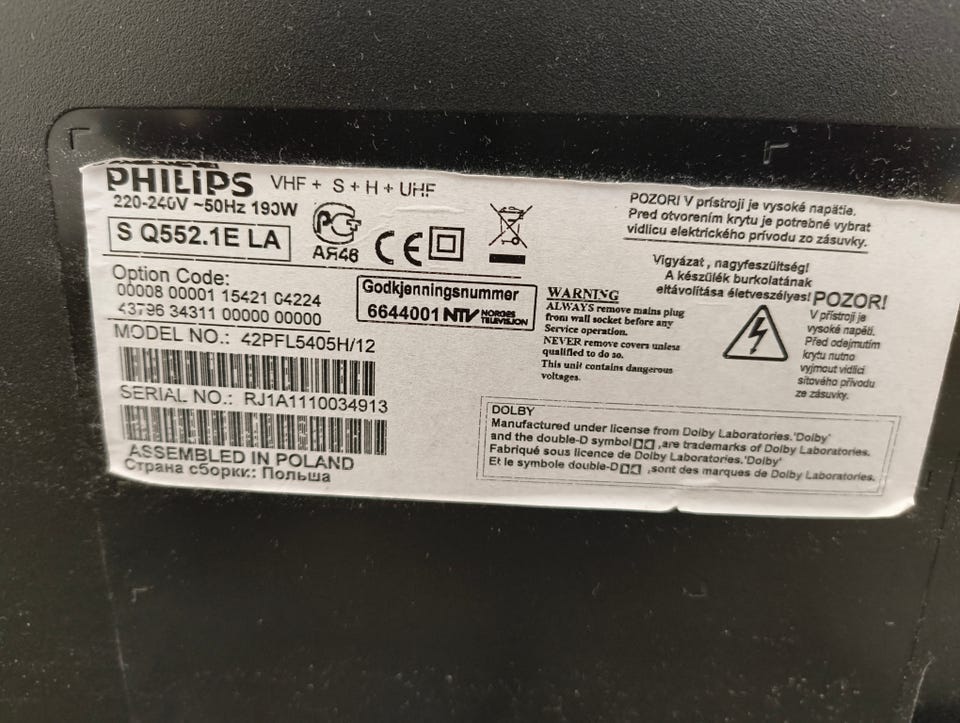 PHILIPS VHF + S + H + UHF
220-240V ~50Hz 190W
S Q552.1E LA
АЯ46
CE
Option Code:
00008 00001 15421 04224
43796 34311 00000 00000
MODEL NO.: 42PFL5405H/12
SERIAL NO.: RJ1A1110034913
ASSEMBLED IN POLAND
Страна сборки.: Польша
Godkjenningsnummer
6644001 NTV NORGES
TELEVISJON
WARNING
ALWAYS remove mains plug
from wall socket before any
Service operation.
NEVER remove covers unless
qualified to do so.
This unit contains dangerous
voltages.
POZOR! V prístroji je vysoké napätie.
Pred otvorením krytu je potrebné vybrat
vidlicu elektrického prívodu zo zásuvky.
Vigyázat, nagyfeszültség!
A készülék burkolatának
eltávolítása életveszélyes!
POZOR!
V přístroji je
vysoké napětí.
Před odejmutím
krytu nutno
vyjmout vidlici
síťového přívodu
ze zásuvky.
DOLBY
Manufactured under license from Dolby Laboratories.'Dolby'
and the double-D symbol ,are trademarks of Dolby Laboratories.
Fabriqué sous licence de Dolby Laboratories.'Dolby'
Et le symbole double-D ,sont des marques de Dolby Laboratories.